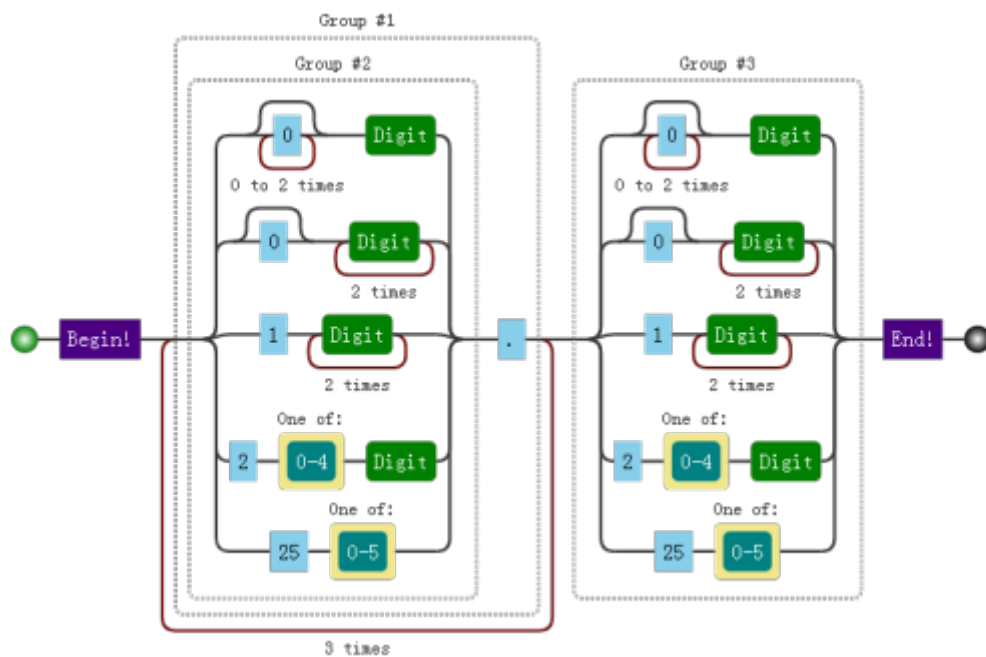 Group #1
Group #2 Group #3
0 Digit 0 Digit
0 to 2 times 0 to 2 times
0 Digit 0 Digit
2 times 2 times
Begin! 1 Digit . 1 Digit End!
2 times 2 times
One of: One of:
2 0-4 Digit 2 0-4 Digit
One of: One of:
25 0-5 25 0-5
3 times